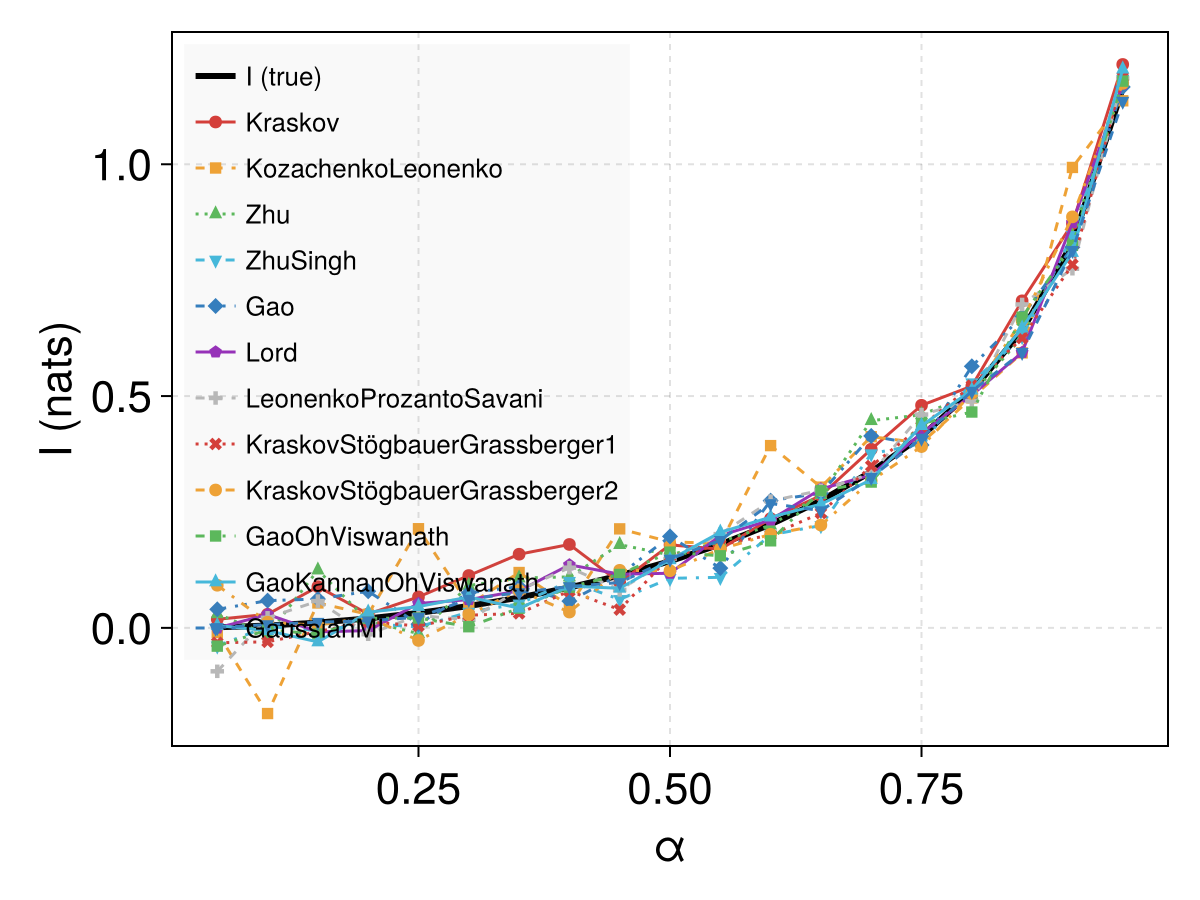 I (true)
Kraskov
KozachenkoLeonenko
Zhu
ZhuSingh
Gao
Lord
LeonenkoProzantoSavani
KraskovStögbauerGrassberger1
KraskovStögbauerGrassberger2
GaoOhViswanath
GaoKannanOhViswanath
GaussianMI
I (nats)
1.0
0.5
0.0
0.25 0.50 0.75
α